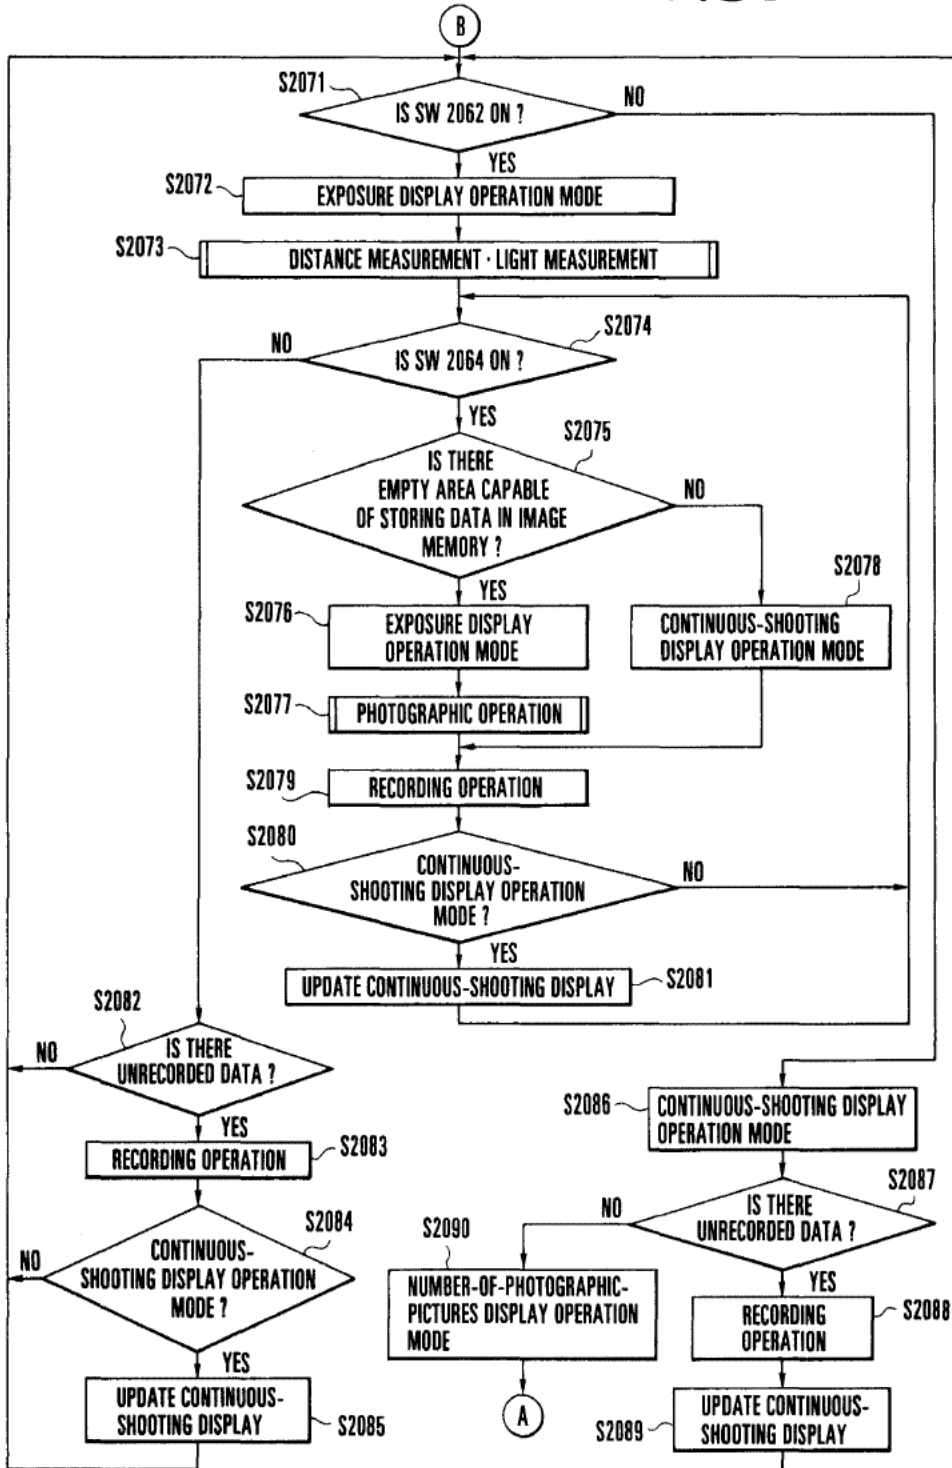 B
S2071
IS SW 2062 ON ?
NO
YES
S2072
EXPOSURE DISPLAY OPERATION MODE
S2073
DISTANCE MEASUREMENT · LIGHT MEASUREMENT
S2074
NO
IS SW 2064 ON ?
YES
S2075
IS THERE
EMPTY AREA CAPABLE
OF STORING DATA IN IMAGE
MEMORY ?
NO
YES
S2076
EXPOSURE DISPLAY
OPERATION MODE
S2078
CONTINUOUS-SHOOTING
DISPLAY OPERATION MODE
S2077
PHOTOGRAPHIC OPERATION
S2079
RECORDING OPERATION
S2080
CONTINUOUS-
SHOOTING DISPLAY OPERATION
MODE ?
NO
YES
UPDATE CONTINUOUS-SHOOTING DISPLAY
S2081
S2082
NO
IS THERE
UNRECORDED DATA ?
YES
RECORDING OPERATION
S2083
S2084
NO
CONTINUOUS-
SHOOTING DISPLAY OPERATION
MODE ?
YES
UPDATE CONTINUOUS-
SHOOTING DISPLAY
S2085
S2086
CONTINUOUS-SHOOTING DISPLAY
OPERATION MODE
S2087
IS THERE
UNRECORDED DATA ?
NO
YES
S2090
NUMBER-OF-PHOTOGRAPHIC-
PICTURES DISPLAY OPERATION
MODE
A
RECORDING
OPERATION
S2088
S2089
UPDATE CONTINUOUS-
SHOOTING DISPLAY